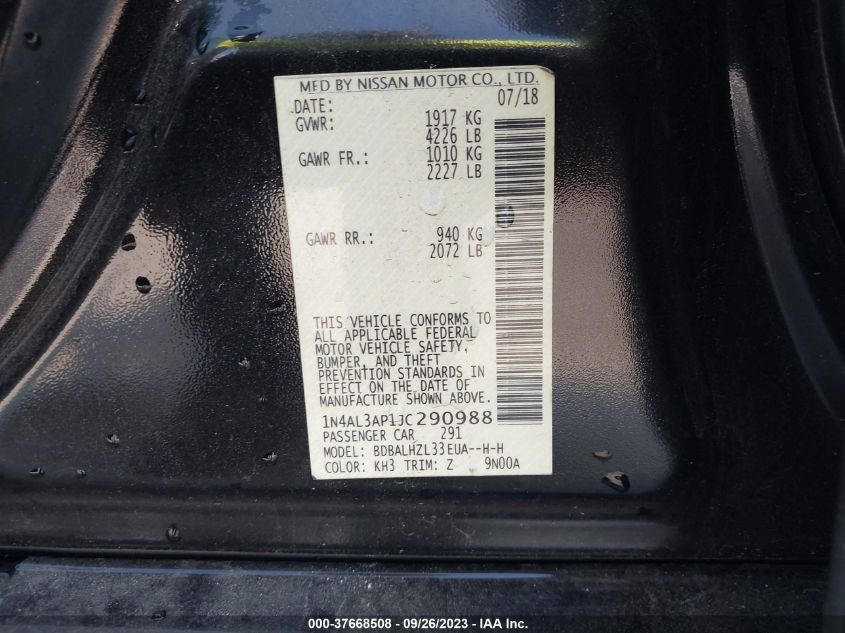 MFD BY NISSAN MOTOR CO., LTD.
DATE: 07/18
GVWR: 1917 KG
4226 LB
GAWR FR.: 1010 KG
2227 LB
GAWR RR.: 940 KG
2072 LB
THIS VEHICLE CONFORMS TO
ALL APPLICABLE FEDERAL
MOTOR VEHICLE SAFETY,
BUMPER, AND THEFT
PREVENTION STANDARDS IN
EFFECT ON THE DATE OF
MANUFACTURE SHOWN ABOVE.
1N4AL3AP1JC290988
PASSENGER CAR 291
MODEL: BDBALHZL33EUA--H-H
COLOR: KH3 TRIM: Z 9N00A
000-37668508 - 09/26/2023 - IAA Inc.